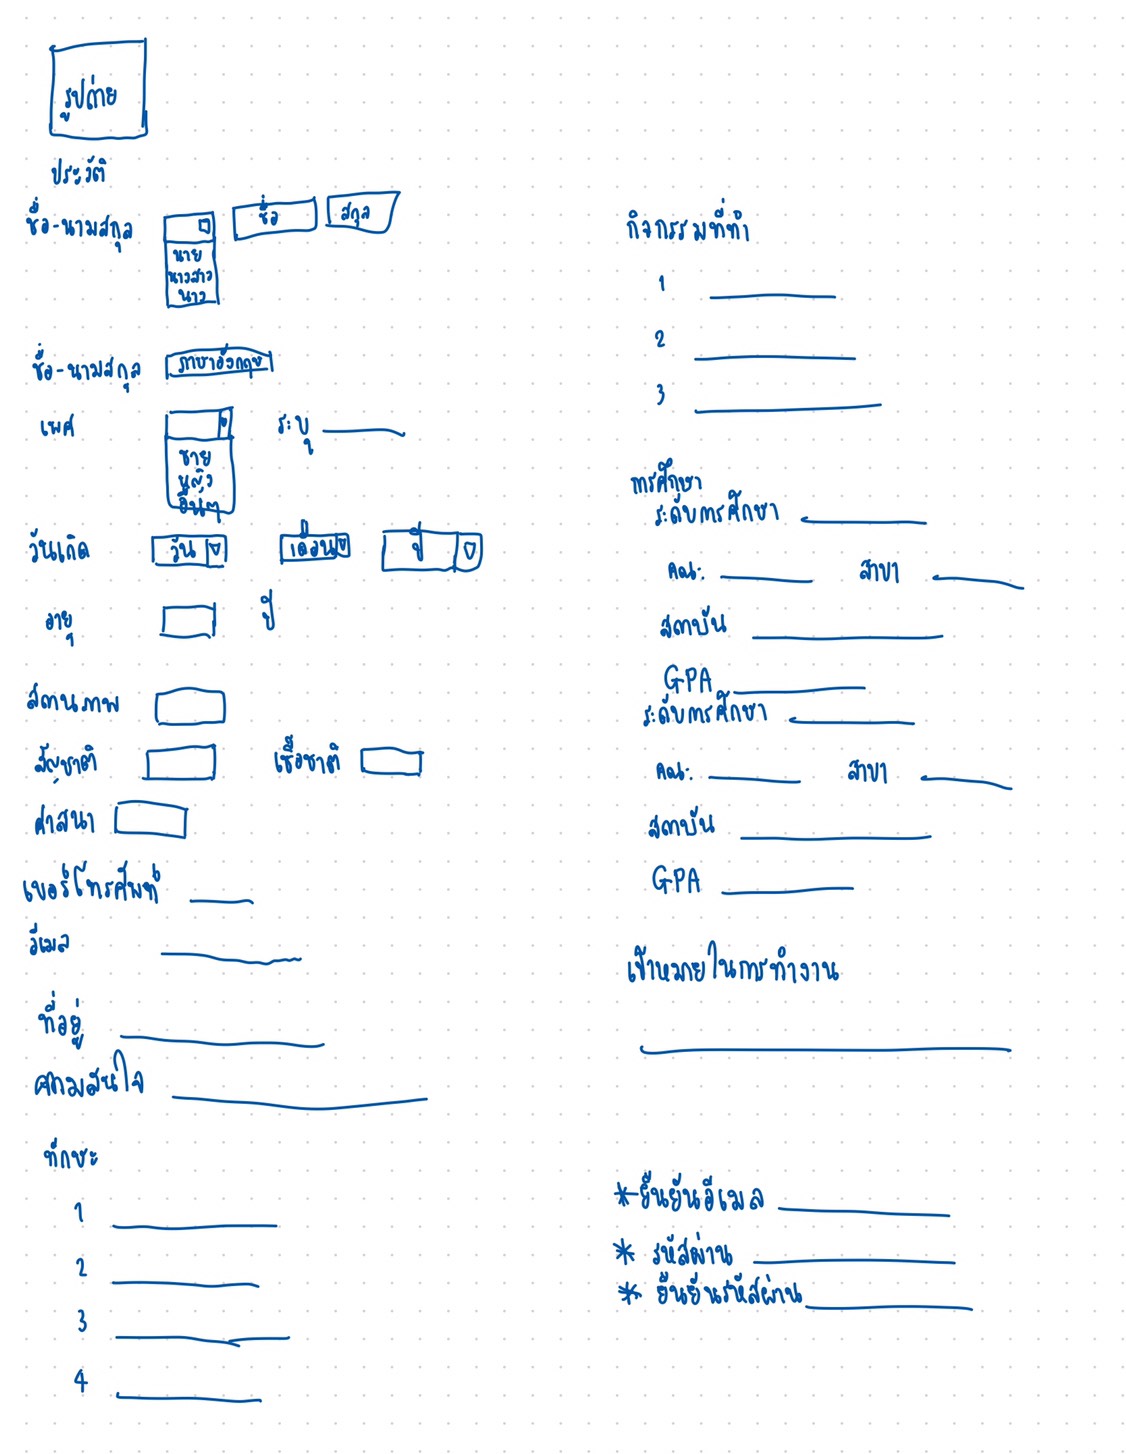 รูปถ่าย
ประวัติ
ชื่อ-นามสกุล ชื่อ สกุล
นาย
นางสาว
นาง
ชื่อ-นามสกุล ภาษาอังกฤษ
เพศ ระบุ
ชาย
หญิง
อื่นๆ
วันเกิด วัน เดือน ปี
อายุ ปี
สถานภาพ
สัญชาติ เชื้อชาติ
ศาสนา
เบอร์โทรศัพท์
อีเมล
ที่อยู่
ความสนใจ
ทักษะ
1
2
3
4
กิจกรรมที่ทำ
1
2
3
การศึกษา
ระดับการศึกษา
คณะ สาขา
สถาบัน
GPA
ระดับการศึกษา
คณะ สาขา
สถาบัน
GPA
เป้าหมายในการทำงาน
*ยืนยันอีเมล
* รหัสผ่าน
* ยืนยันรหัสผ่าน